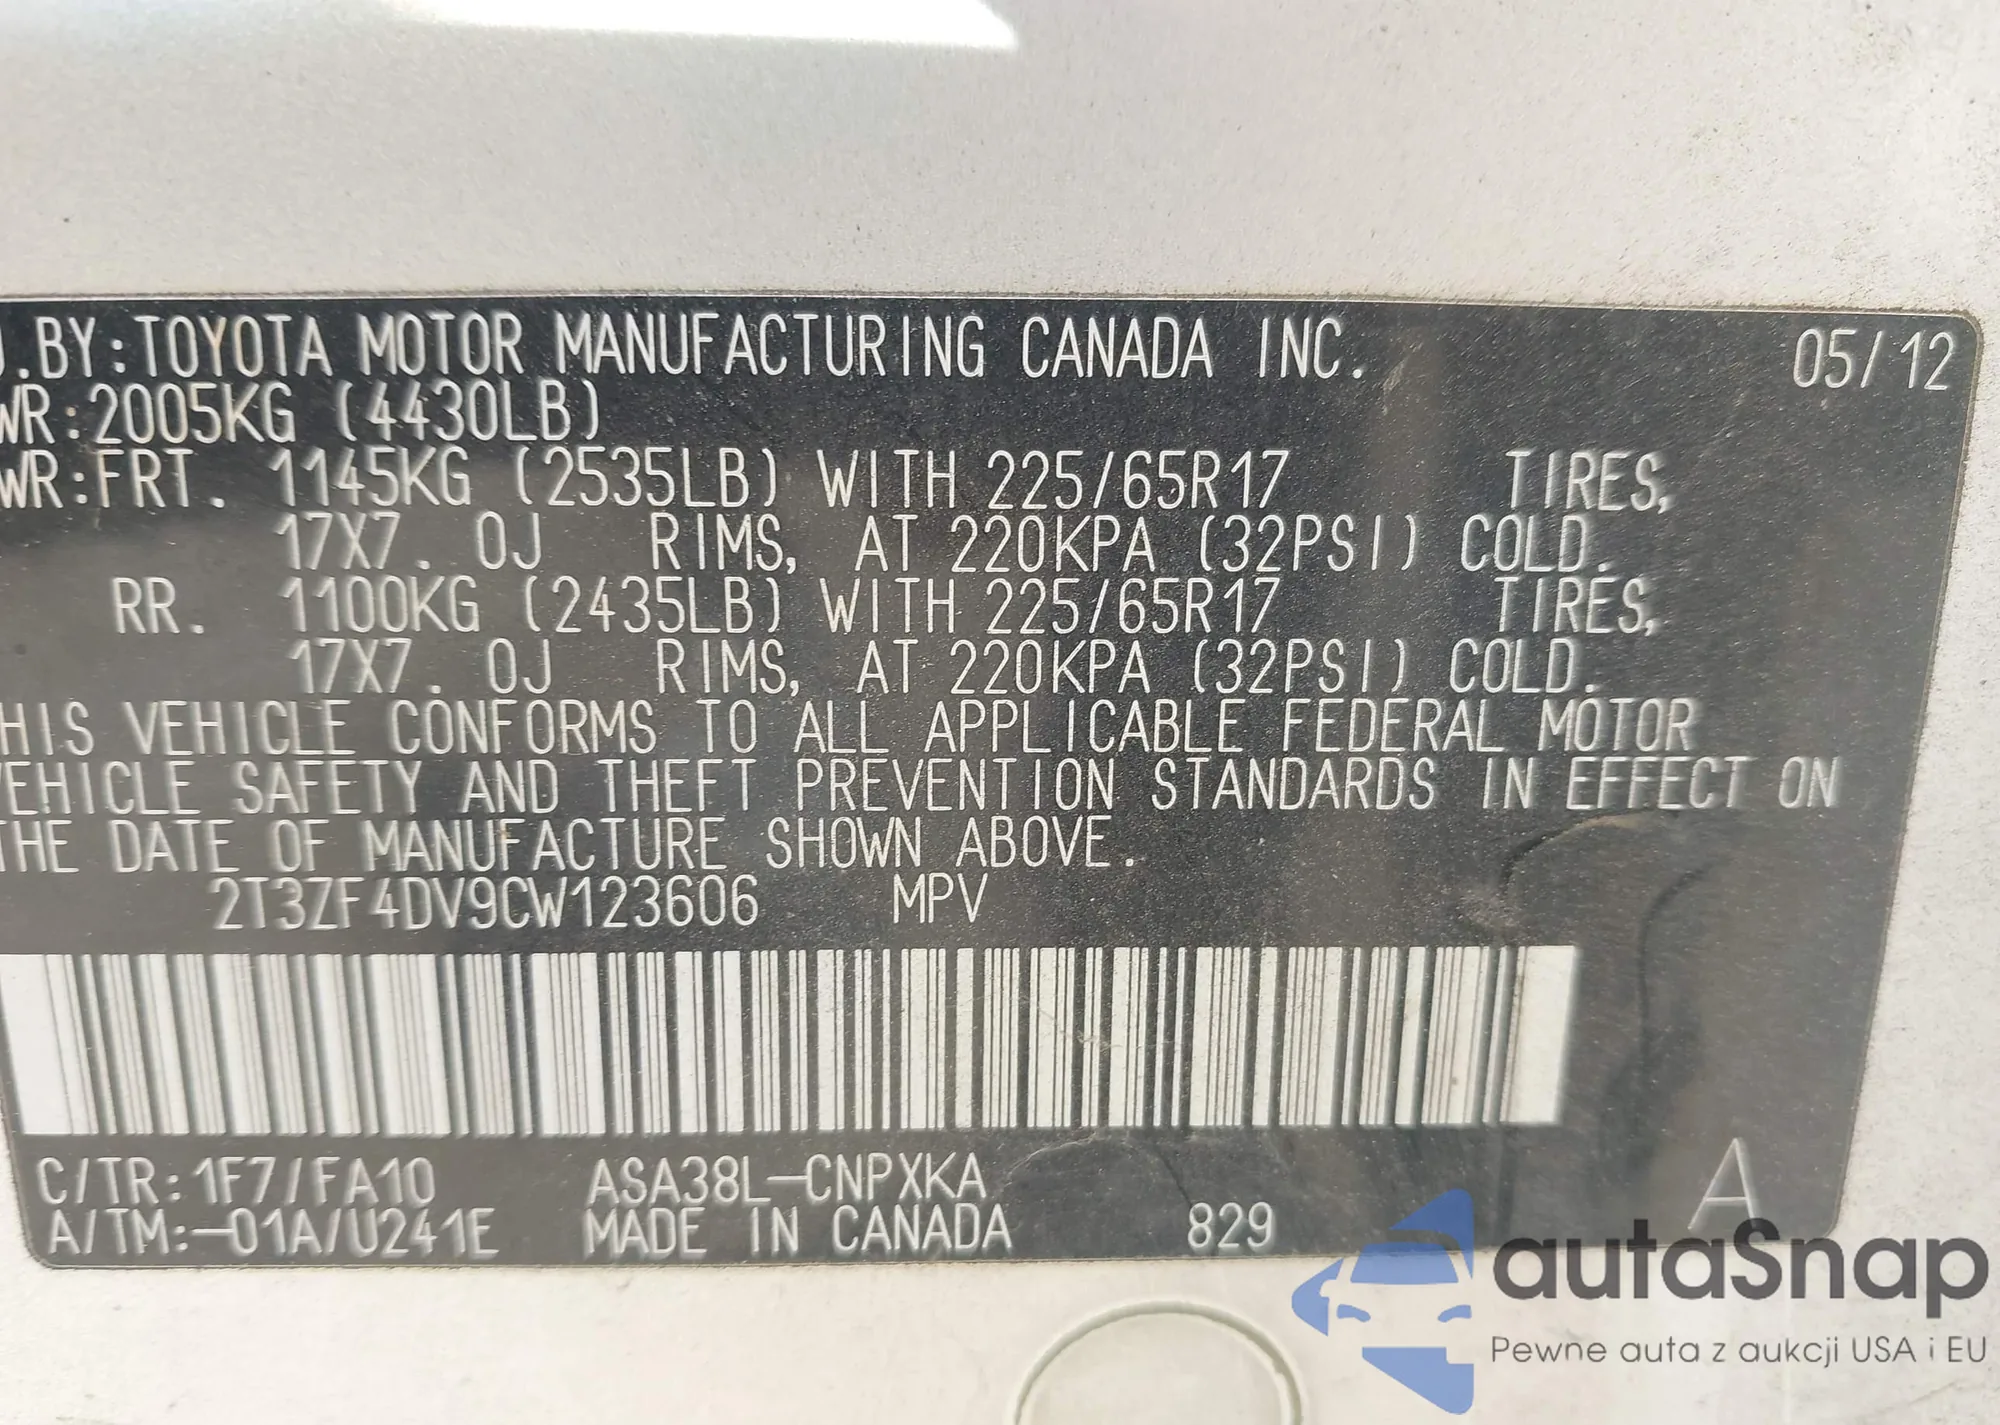 .BY:TOYOTA MOTOR MANUFACTURING CANADA INC. 05/12
WR:2005KG (4430LB)
WR:FRT. 1145KG (2535LB) WITH 225/65R17 TIRES,
17X7.0J RIMS, AT 220KPA (32PSI) COLD.
RR. 1100KG (2435LB) WITH 225/65R17 TIRES,
17X7.0J RIMS, AT 220KPA (32PSI) COLD.
HIS VEHICLE CONFORMS TO ALL APPLICABLE FEDERAL MOTOR
EHICLE SAFETY AND THEFT PREVENTION STANDARDS IN EFFECT ON
THE DATE OF MANUFACTURE SHOWN ABOVE.
2T3ZF4DV9CW123606 MPV
C/TR:1F7/FA10 ASA38L-CNPXKA
A/TM:-01A/U241E MADE IN CANADA 829 A
autaSnap
Pewne auta z aukcji USA i EU